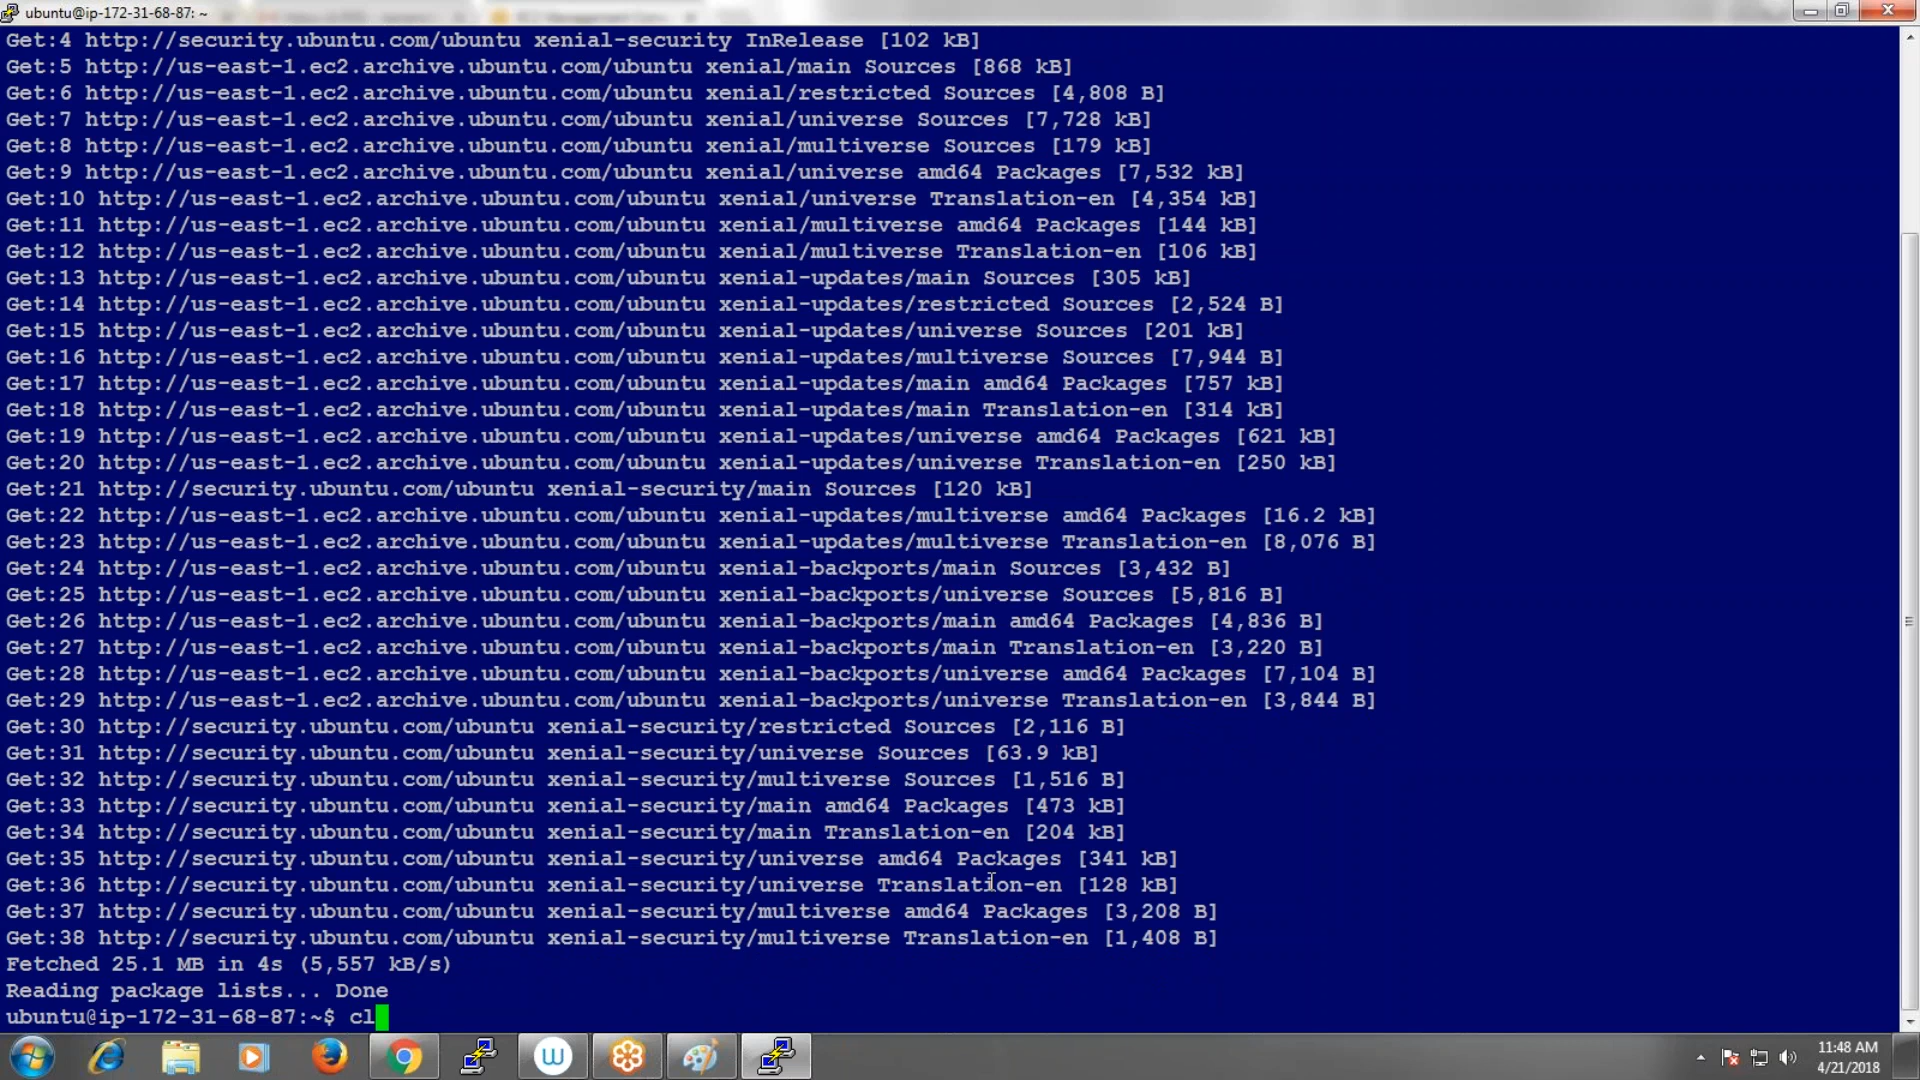 ubuntu@ip-172-31-68-87: ~
Get:4 http://security.ubuntu.com/ubuntu xenial-security InRelease [102 kB]
Get:5 http://us-east-1.ec2.archive.ubuntu.com/ubuntu xenial/main Sources [868 kB]
Get:6 http://us-east-1.ec2.archive.ubuntu.com/ubuntu xenial/restricted Sources [4,808 B]
Get:7 http://us-east-1.ec2.archive.ubuntu.com/ubuntu xenial/universe Sources [7,728 kB]
Get:8 http://us-east-1.ec2.archive.ubuntu.com/ubuntu xenial/multiverse Sources [179 kB]
Get:9 http://us-east-1.ec2.archive.ubuntu.com/ubuntu xenial/universe amd64 Packages [7,532 kB]
Get:10 http://us-east-1.ec2.archive.ubuntu.com/ubuntu xenial/universe Translation-en [4,354 kB]
Get:11 http://us-east-1.ec2.archive.ubuntu.com/ubuntu xenial/multiverse amd64 Packages [144 kB]
Get:12 http://us-east-1.ec2.archive.ubuntu.com/ubuntu xenial/multiverse Translation-en [106 kB]
Get:13 http://us-east-1.ec2.archive.ubuntu.com/ubuntu xenial-updates/main Sources [305 kB]
Get:14 http://us-east-1.ec2.archive.ubuntu.com/ubuntu xenial-updates/restricted Sources [2,524 B]
Get:15 http://us-east-1.ec2.archive.ubuntu.com/ubuntu xenial-updates/universe Sources [201 kB]
Get:16 http://us-east-1.ec2.archive.ubuntu.com/ubuntu xenial-updates/multiverse Sources [7,944 B]
Get:17 http://us-east-1.ec2.archive.ubuntu.com/ubuntu xenial-updates/main amd64 Packages [757 kB]
Get:18 http://us-east-1.ec2.archive.ubuntu.com/ubuntu xenial-updates/main Translation-en [314 kB]
Get:19 http://us-east-1.ec2.archive.ubuntu.com/ubuntu xenial-updates/universe amd64 Packages [621 kB]
Get:20 http://us-east-1.ec2.archive.ubuntu.com/ubuntu xenial-updates/universe Translation-en [250 kB]
Get:21 http://security.ubuntu.com/ubuntu xenial-security/main Sources [120 kB]
Get:22 http://us-east-1.ec2.archive.ubuntu.com/ubuntu xenial-updates/multiverse amd64 Packages [16.2 kB]
Get:23 http://us-east-1.ec2.archive.ubuntu.com/ubuntu xenial-updates/multiverse Translation-en [8,076 B]
Get:24 http://us-east-1.ec2.archive.ubuntu.com/ubuntu xenial-backports/main Sources [3,432 B]
Get:25 http://us-east-1.ec2.archive.ubuntu.com/ubuntu xenial-backports/universe Sources [5,816 B]
Get:26 http://us-east-1.ec2.archive.ubuntu.com/ubuntu xenial-backports/main amd64 Packages [4,836 B]
Get:27 http://us-east-1.ec2.archive.ubuntu.com/ubuntu xenial-backports/main Translation-en [3,220 B]
Get:28 http://us-east-1.ec2.archive.ubuntu.com/ubuntu xenial-backports/universe amd64 Packages [7,104 B]
Get:29 http://us-east-1.ec2.archive.ubuntu.com/ubuntu xenial-backports/universe Translation-en [3,844 B]
Get:30 http://security.ubuntu.com/ubuntu xenial-security/restricted Sources [2,116 B]
Get:31 http://security.ubuntu.com/ubuntu xenial-security/universe Sources [63.9 kB]
Get:32 http://security.ubuntu.com/ubuntu xenial-security/multiverse Sources [1,516 B]
Get:33 http://security.ubuntu.com/ubuntu xenial-security/main amd64 Packages [473 kB]
Get:34 http://security.ubuntu.com/ubuntu xenial-security/main Translation-en [204 kB]
Get:35 http://security.ubuntu.com/ubuntu xenial-security/universe amd64 Packages [341 kB]
Get:36 http://security.ubuntu.com/ubuntu xenial-security/universe Translation-en [128 kB]
Get:37 http://security.ubuntu.com/ubuntu xenial-security/multiverse amd64 Packages [3,208 B]
Get:38 http://security.ubuntu.com/ubuntu xenial-security/multiverse Translation-en [1,408 B]
Fetched 25.1 MB in 4s (5,557 kB/s)
Reading package lists... Done
ubuntu@ip-172-31-68-87:~$ cl
11:48 AM
4/21/2018